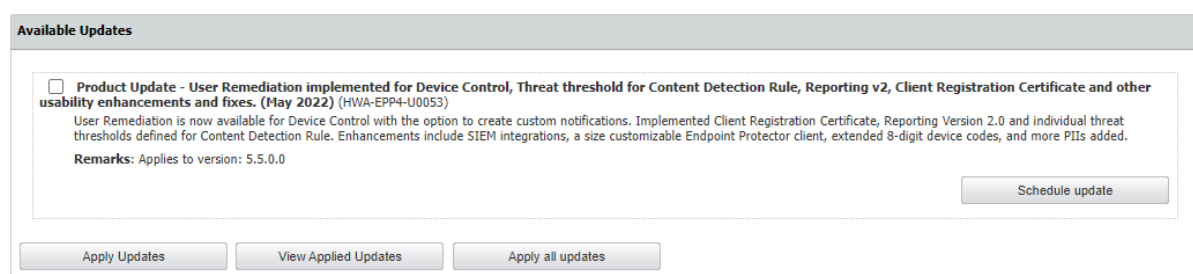 Available Updates
Product Update - User Remediation implemented for Device Control, Threat threshold for Content Detection Rule, Reporting v2, Client Registration Certificate and other
usability enhancements and fixes. (May 2022) (HWA-EPP4-U0053)
User Remediation is now available for Device Control with the option to create custom notifications. Implemented Client Registration Certificate, Reporting Version 2.0 and individual threat
thresholds defined for Content Detection Rule. Enhancements include SIEM integrations, a size customizable Endpoint Protector client, extended 8-digit device codes, and more PIIs added.
Remarks: Applies to version: 5.5.0.0
Schedule update
Apply Updates View Applied Updates Apply all updates